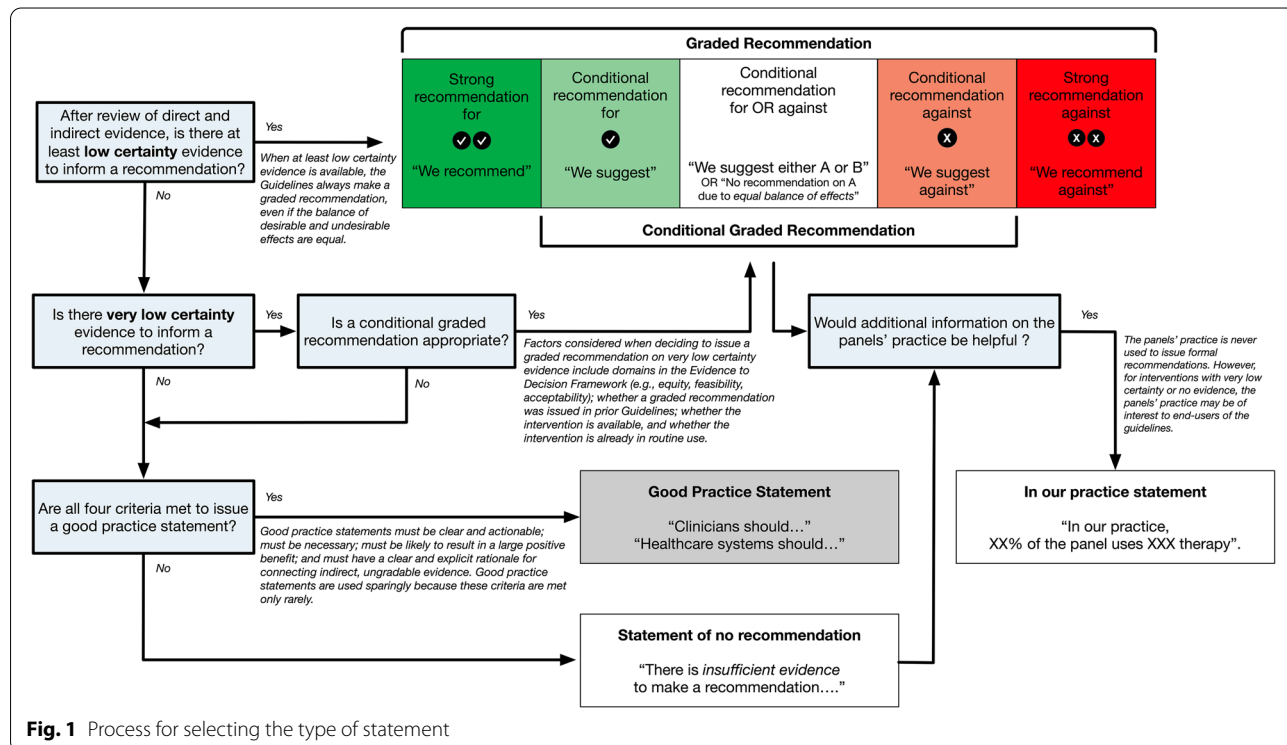 Graded Recommendation
Strong
recommendation
for
“We recommend”
Conditional
recommendation
for
“We suggest”
Conditional
recommendation
for OR against
“We suggest either A or B”
OR “No recommendation on A
due to equal balance of effects”
Conditional
recommendation
against
X
“We suggest
against”
Strong
recommendation
against
X X
“We recommend
against”
Conditional Graded Recommendation
After review of direct and
indirect evidence, is there at
least low certainty evidence
to inform a recommendation?
Yes
When at least low certainty
evidence is available, the
Guidelines always make a
graded recommendation,
even if the balance of
desirable and undesirable
effects are equal.
No
Is there very low certainty
evidence to inform a
recommendation?
Yes
Is a conditional graded
recommendation appropriate?
Yes
Factors considered when deciding to issue a
graded recommendation on very low certainty
evidence include domains in the Evidence to
Decision Framework (e.g., equity, feasibility,
acceptability); whether a graded recommendation
was issued in prior Guidelines; whether the
intervention is available, and whether the
intervention is already in routine use.
No
No
Would additional information on the
panels’ practice be helpful ?
Yes
The panels’ practice is never
used to issue formal
recommendations. However,
for interventions with very low
certainty or no evidence, the
panels’ practice may be of
interest to end-users of the
guidelines.
Are all four criteria met to issue
a good practice statement?
Yes
Good practice statements must be clear and actionable;
must be necessary; must be likely to result in a large positive
benefit; and must have a clear and explicit rationale for
connecting indirect, ungradable evidence. Good practice
statements are used sparingly because these criteria are met
only rarely.
No
Good Practice Statement
“Clinicians should…”
“Healthcare systems should…”
In our practice statement
“In our practice,
XX% of the panel uses XXX therapy”.
Statement of no recommendation
“There is insufficient evidence
to make a recommendation….”
Fig. 1 Process for selecting the type of statement